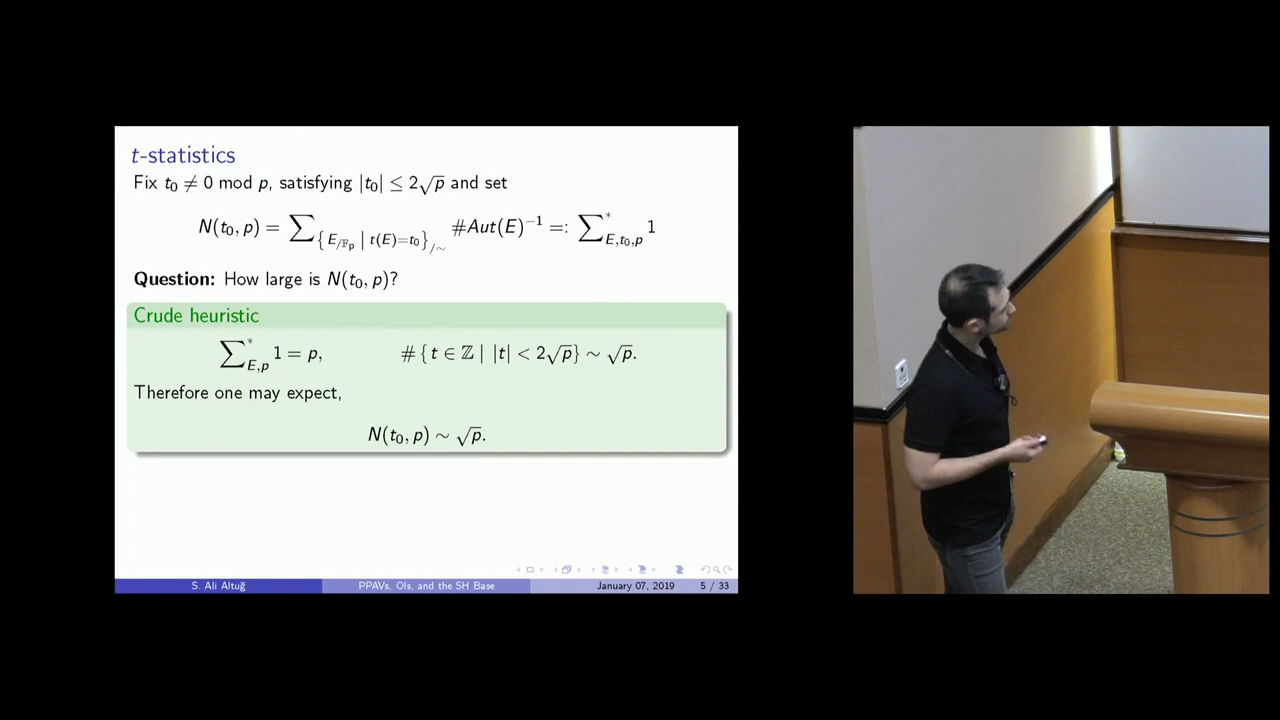 t-statistics
Fix t₀ ≠ 0 mod p, satisfying |t₀| ≤ 2√p and set
N(t₀, p) = ∑_{E/𝔽ₚ | t(E)=t₀}/∼ #Aut(E)⁻¹ =: ∑*_{E,t₀,p} 1
Question: How large is N(t₀, p)?
Crude heuristic
∑*_{E,p} 1 = p, #{t ∈ ℤ | |t| < 2√p} ∼ √p.
Therefore one may expect,
N(t₀, p) ∼ √p.
S. Ali Altuğ PPAVs, OIs, and the SH Base January 07, 2019 5 / 33